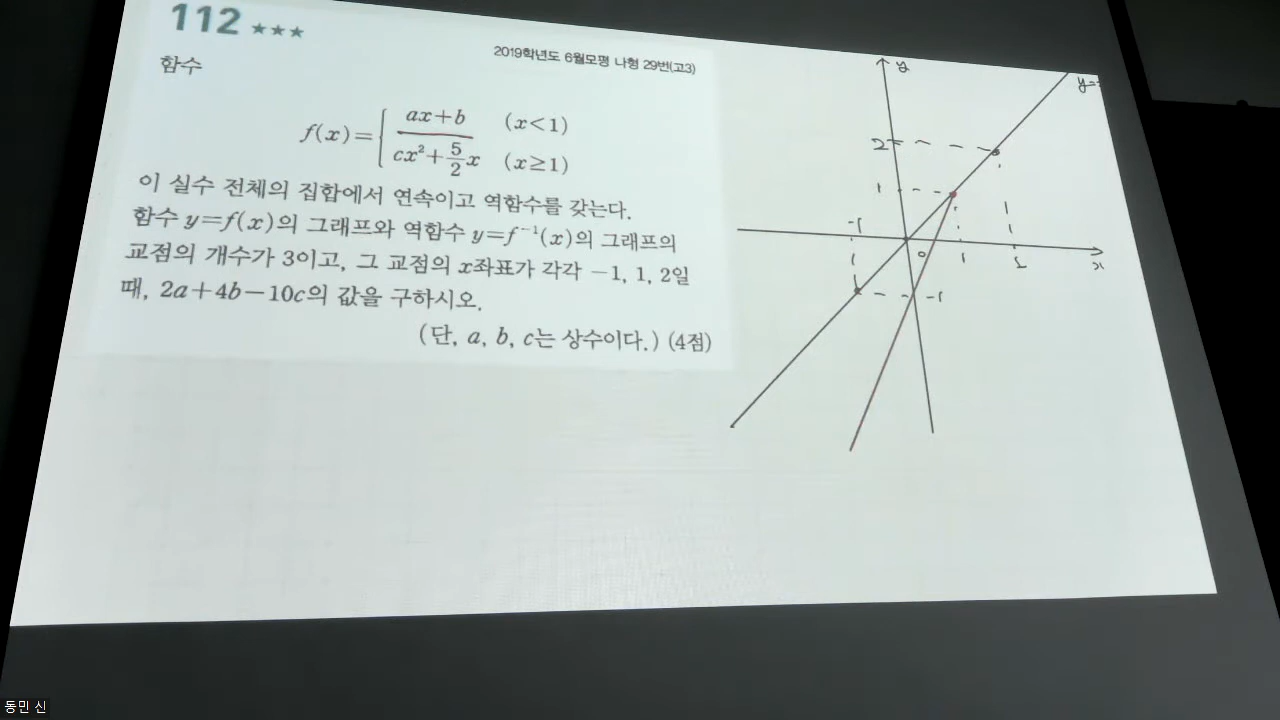 112 ★★★
2019학년도 6월모평 나형 29번(고3)
함수
f(x)={ ax+b (x<1)
cx²+5/2x (x≥1)
이 실수 전체의 집합에서 연속이고 역함수를 갖는다.
함수 y=f(x)의 그래프와 역함수 y=f⁻¹(x)의 그래프의
교점의 개수가 3이고, 그 교점의 x좌표가 각각 −1, 1, 2일
때, 2a+4b−10c의 값을 구하시오.
(단, a, b, c는 상수이다.) (4점)
y
y=
2
1
-1
0
1
x
-1
동민 신